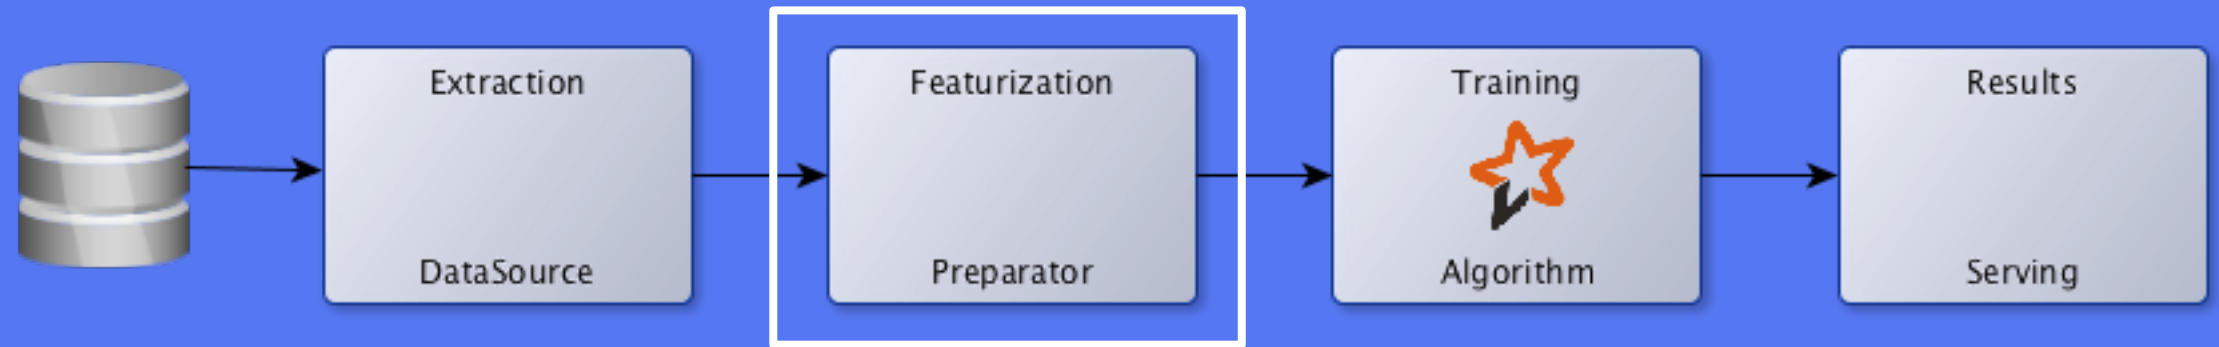 Extraction
DataSource
Featurization
Preparator
Training
Algorithm
Results
Serving